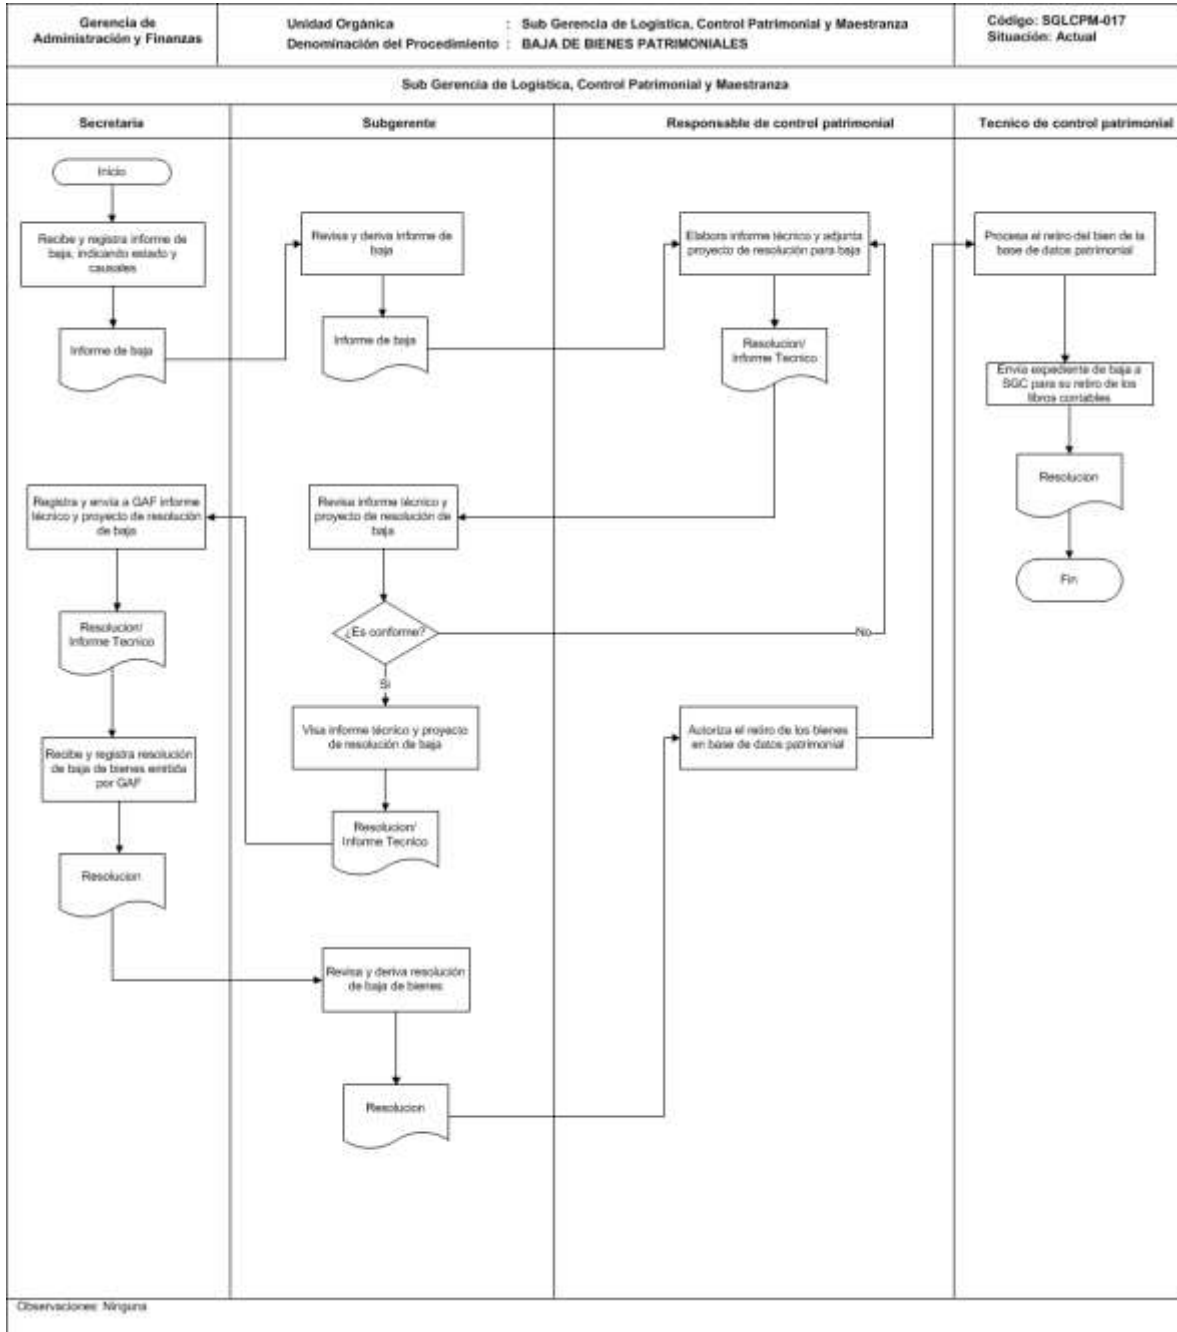 Gerencia de
Administración y Finanzas
Unidad Orgánica : Sub Gerencia de Logística, Control Patrimonial y Maestranza
Denominación del Procedimiento : BAJA DE BIENES PATRIMONIALES
Código: SGLCPM-017
Situación: Actual
Sub Gerencia de Logística, Control Patrimonial y Maestranza
Secretaria
Subgerente
Responsable de control patrimonial
Tecnico de control patrimonial
Inicio
Recibe y registra informe de
baja, indicando estado y
causales
Informe de baja
Revisa y deriva informe de
baja
Informe de baja
Elabora informe técnico y adjunta
proyecto de resolución para baja
Resolucion/
Informe Tecnico
Procesa el retiro del bien de la
base de datos patrimonial
Envía expediente de baja a
SGC para su retiro de los
libros contables
Resolucion
Fin
Registra y envía a GAF informe
técnico y proyecto de resolución
de baja
Resolucion/
Informe Tecnico
Recibe y registra resolución
de baja de bienes emitida
por GAF
Resolucion
Revisa informe técnico y
proyecto de resolución de
baja
¿Es conforme?
No
Si
Visa informe técnico y proyecto
de resolución de baja
Resolucion/
Informe Tecnico
Autoriza el retiro de los bienes
en base de datos patrimonial
Revisa y deriva resolución
de baja de bienes
Resolucion
Observaciones: Ninguna